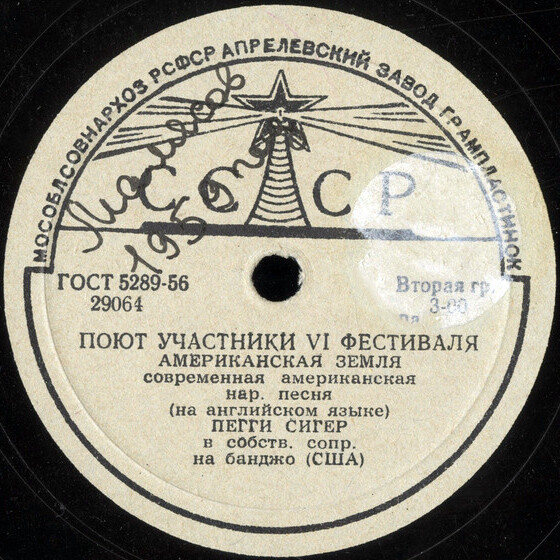 МОСОБЛСОВНАРХОЗ РСФСР АПРЕЛЕВСКИЙ ЗАВОД ГРАМПЛАСТИНОК
СССР
1959
ГОСТ 5289-56
29064
Вторая гр.
3-00
ПОЮТ УЧАСТНИКИ VI ФЕСТИВАЛЯ
АМЕРИКАНСКАЯ ЗЕМЛЯ
современная американская
нар. песня
(на английском языке)
ПЕГГИ СИГЕР
в собств. сопр.
на банджо (США)